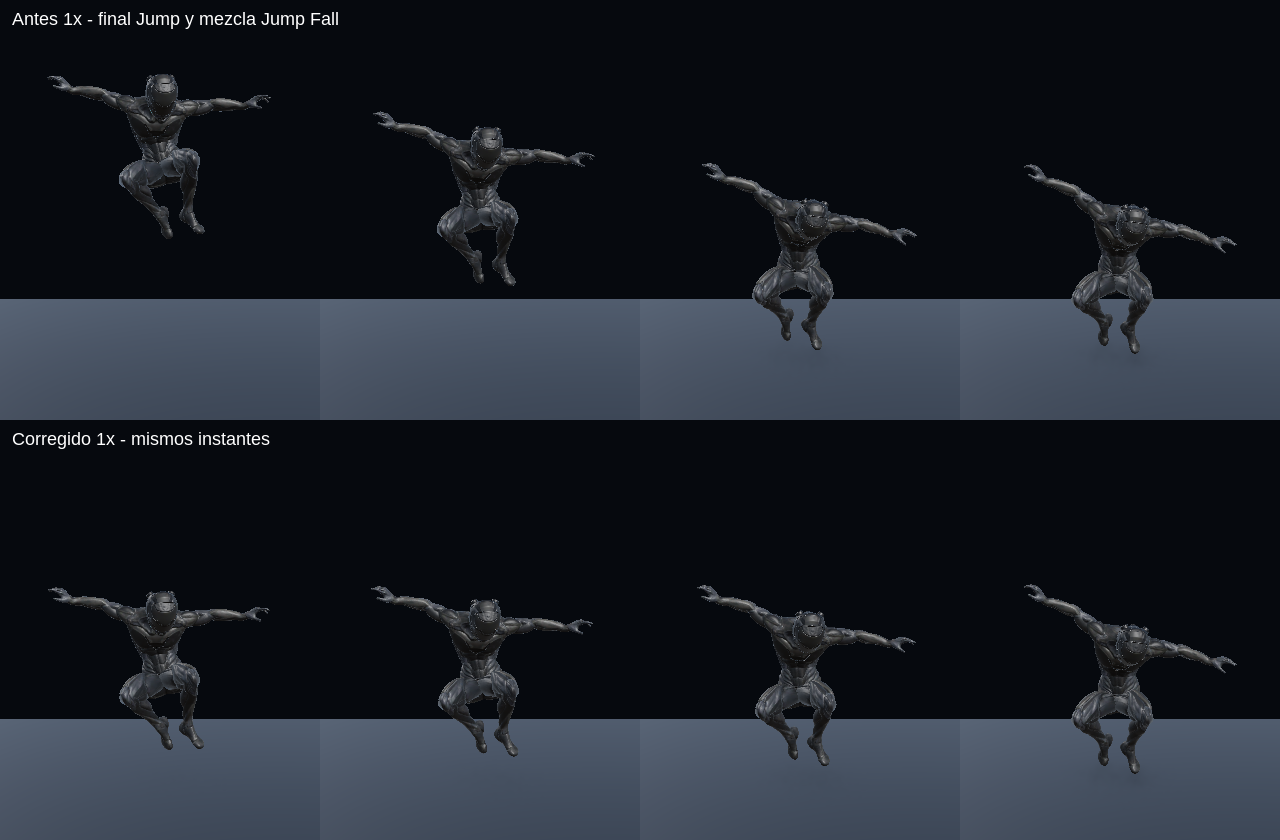 Antes 1x - final Jump y mezcla Jump Fall
Corregido 1x - mismos instantes